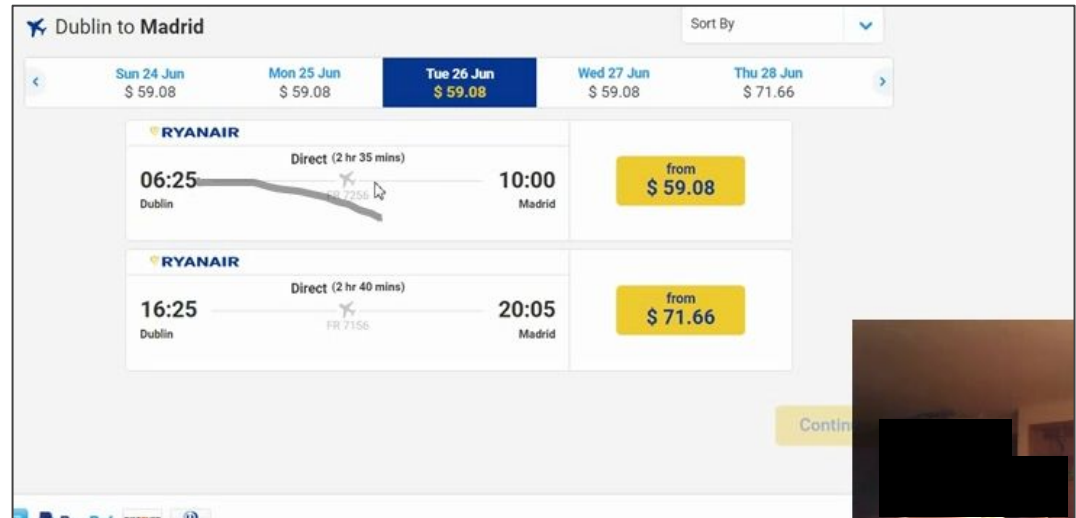 Dublin to Madrid
Sort By
Sun 24 Jun
$ 59.08
Mon 25 Jun
$ 59.08
Tue 26 Jun
$ 59.08
Wed 27 Jun
$ 59.08
Thu 28 Jun
$ 71.66
RYANAIR
Direct (2 hr 35 mins)
06:25
10:00
FR 7256
Dublin
Madrid
from
$ 59.08
RYANAIR
Direct (2 hr 40 mins)
16:25
20:05
FR 7156
Dublin
Madrid
from
$ 71.66